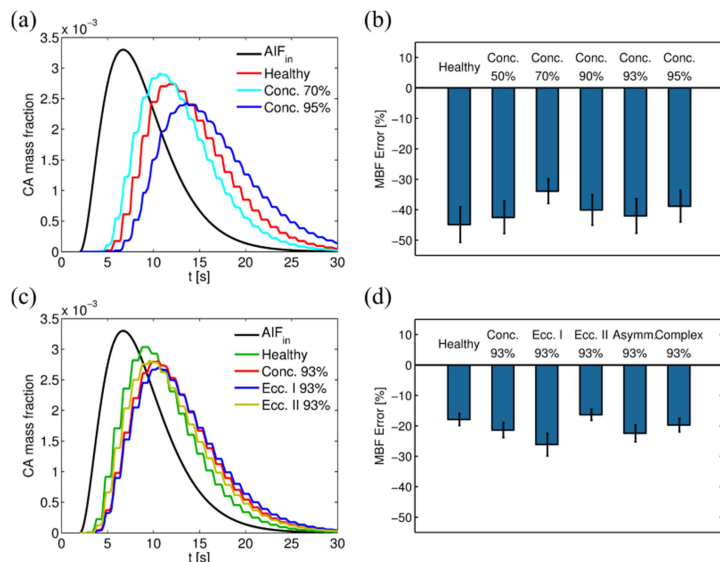 (a)
x 10⁻³
3.5
3
2.5
2
1.5
1
0.5
0
0 5 10 15 20 25 30
t [s]
CA mass fraction
AIFin
Healthy
Conc. 70%
Conc. 95%
(b)
Healthy Conc. Conc. Conc. Conc. Conc.
50% 70% 90% 93% 95%
10
0
−10
−20
−30
−40
−50
MBF Error [%]
(c)
x 10⁻³
3.5
3
2.5
2
1.5
1
0.5
0
0 5 10 15 20 25 30
t [s]
CA mass fraction
AIFin
Healthy
Conc. 93%
Ecc. I 93%
Ecc. II 93%
(d)
Healthy Conc. Ecc. I Ecc. II Asymm.Complex
93% 93% 93% 93% 93%
10
0
−10
−20
−30
−40
−50
MBF Error [%]